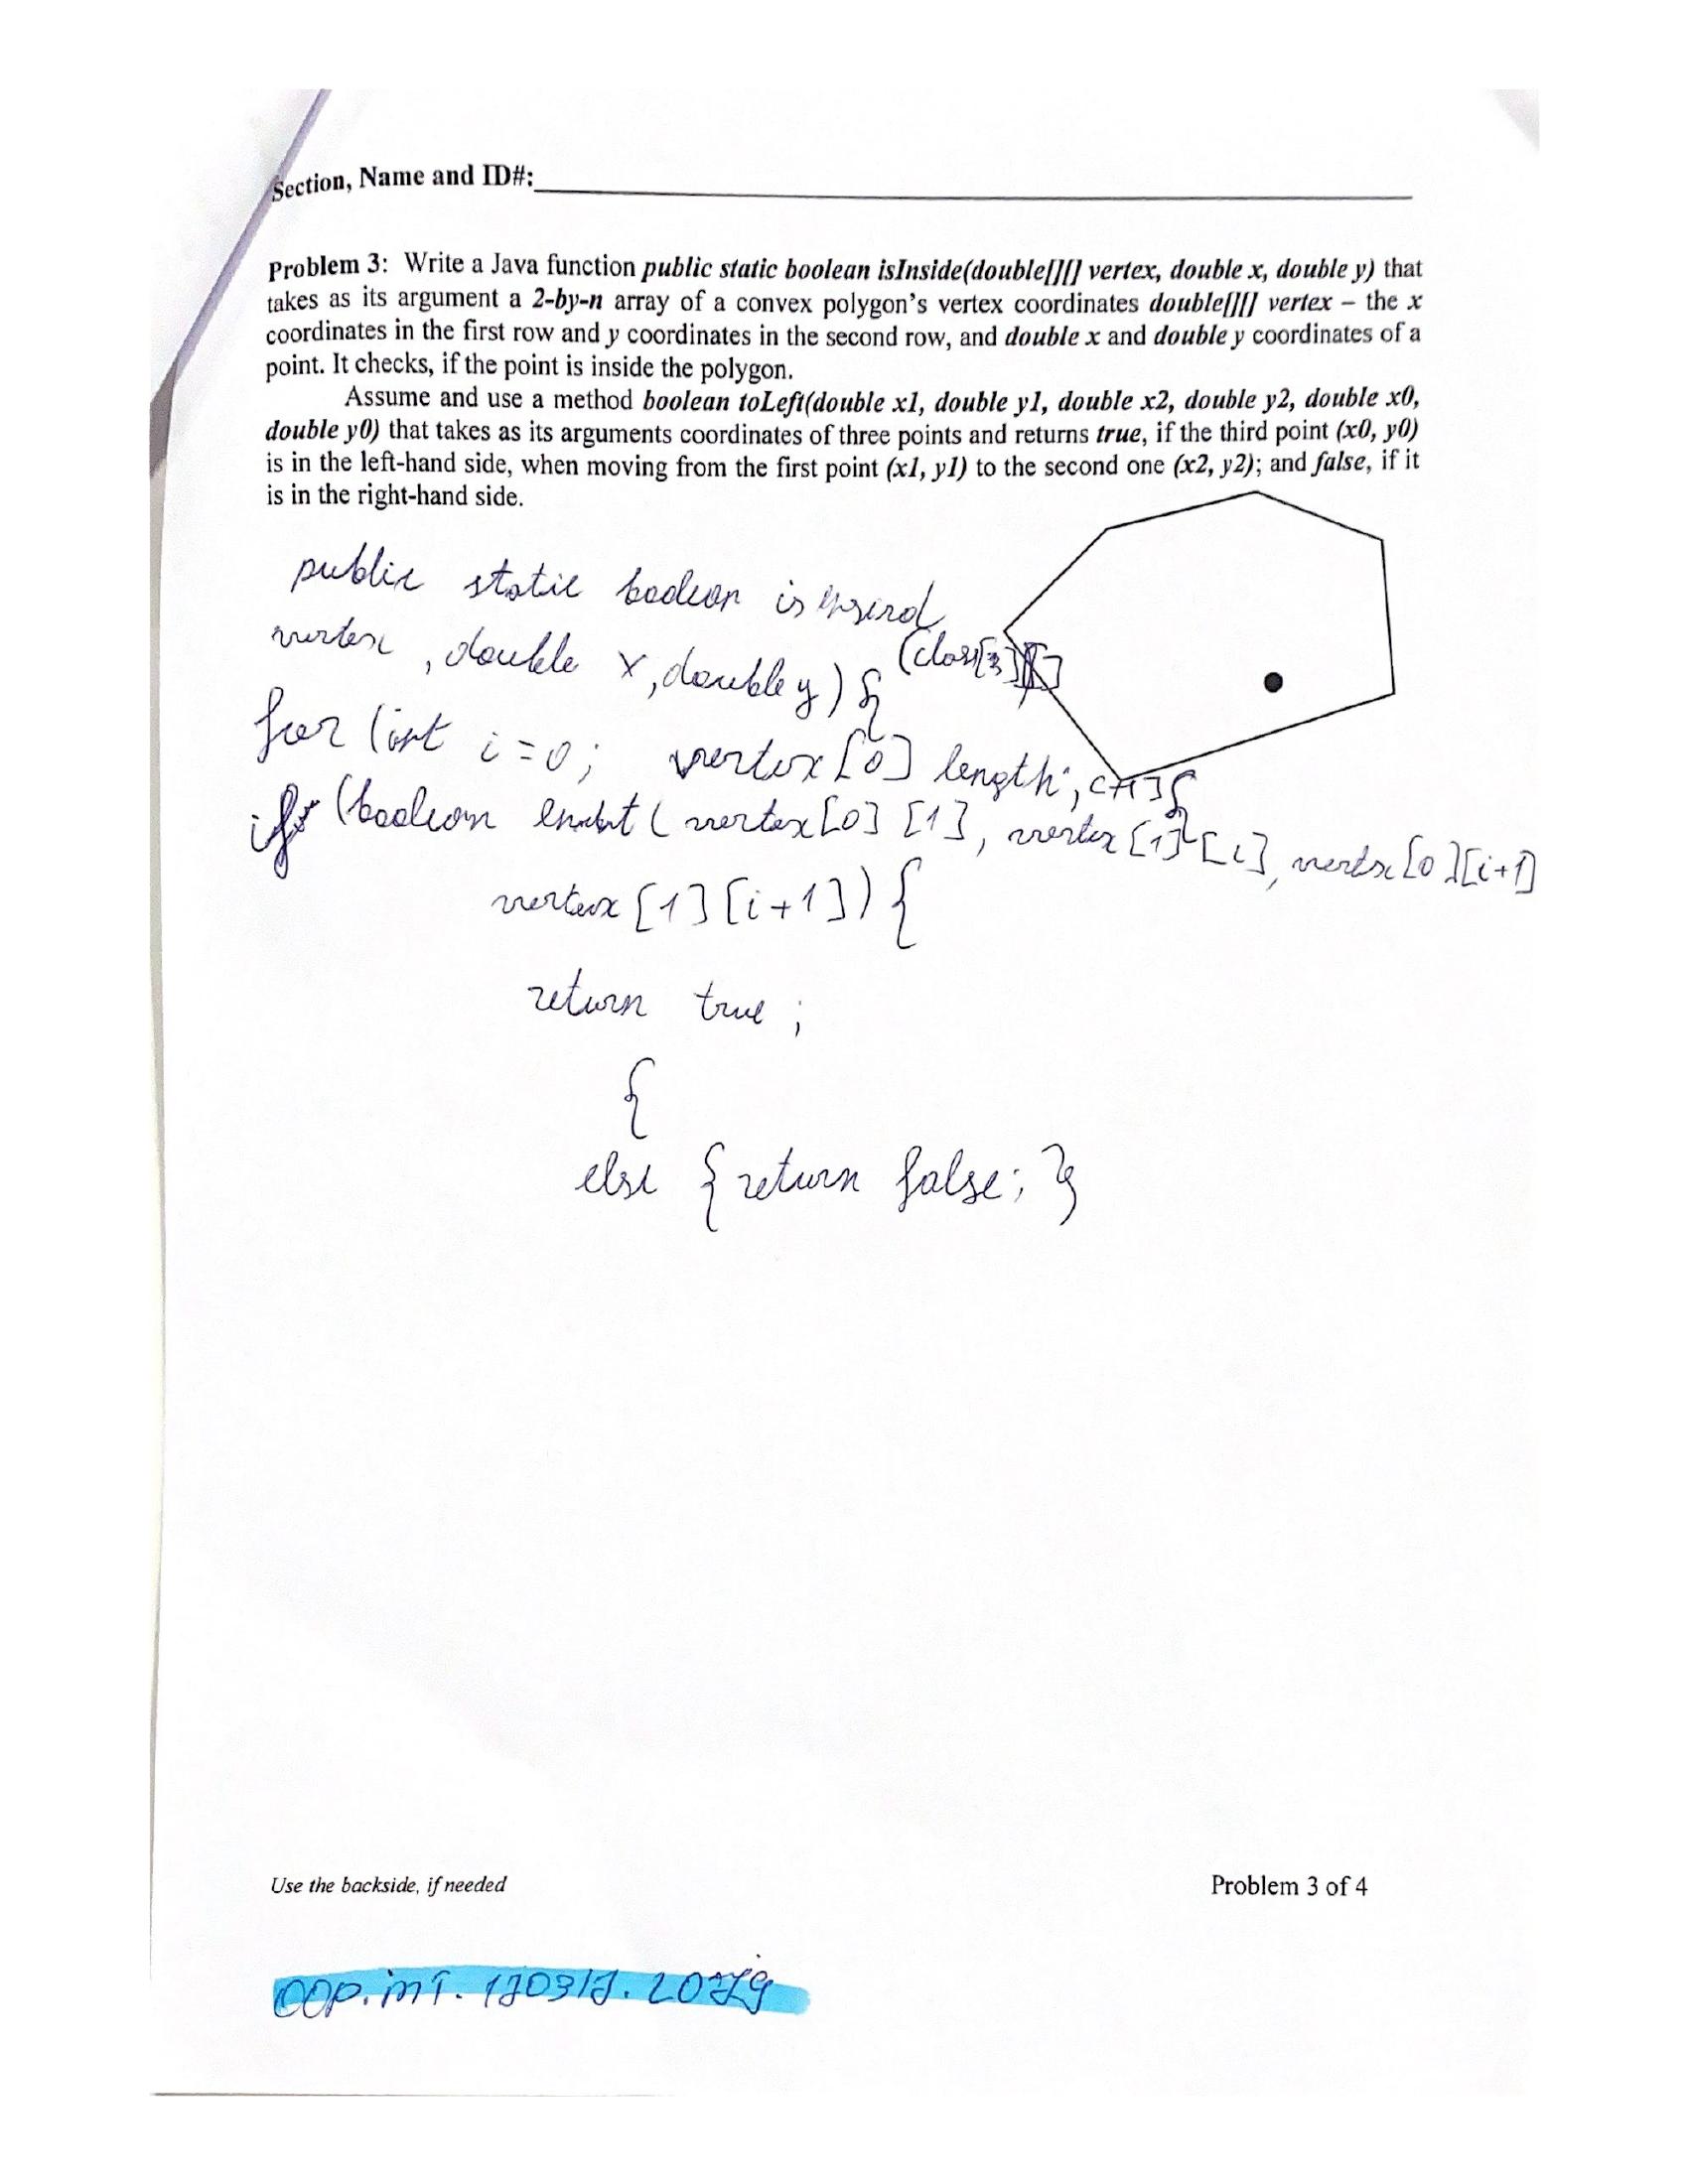 Section, Name and ID#:
Problem 3: Write a Java function public static boolean isInside(double[][] vertex, double x, double y) that
takes as its argument a 2-by-n array of a convex polygon's vertex coordinates double[][] vertex – the x
coordinates in the first row and y coordinates in the second row, and double x and double y coordinates of a
point. It checks, if the point is inside the polygon.
Assume and use a method boolean toLeft(double x1, double y1, double x2, double y2, double x0,
double y0) that takes as its arguments coordinates of three points and returns true, if the third point (x0, y0)
is in the left-hand side, when moving from the first point (x1, y1) to the second one (x2, y2); and false, if it
is in the right-hand side.
public static boolean
vertex , double x, double y) {
for (int i = 0; vertex [0] length;
if (boolean ( vertex [0] [1], vertex [1] [i], vertex [0] [i+1]
vertex [1] [i+1]) {
return true ;
{
else { return false; }
Use the backside, if needed
Problem 3 of 4
OOP. MT.